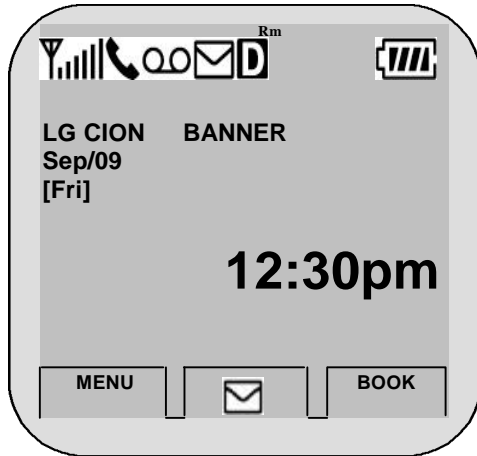 Rm
D
LG CION BANNER
Sep/09
[Fri]
12:30pm
MENU
BOOK